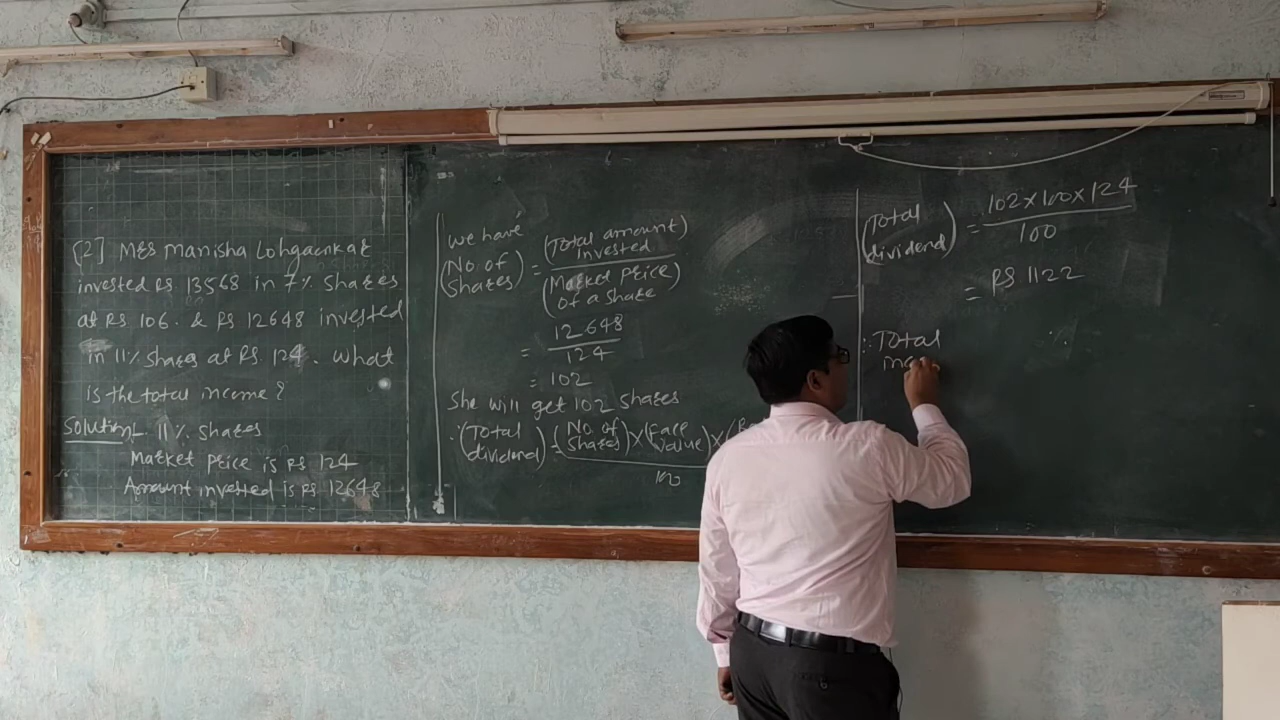 [2] Mrs Manisha Lohgaonkar
invested Rs 13568 in 7% shares
at Rs 106. & Rs 12648 invested
in 11% shares at Rs. 124. What
is the total income?
Solution:- 11% shares
Market price is Rs 124
Amount invested is Rs 12648
We have
(No. of shares) = (Total amount invested)
(Market price of a share)
= 12648
124
= 102
She will get 102 shares
∴ (Total dividend) = (No. of shares) x (Face value) x
100
(Total dividend) = 102 x 100 x 124
100
= Rs 1122
∴ Total